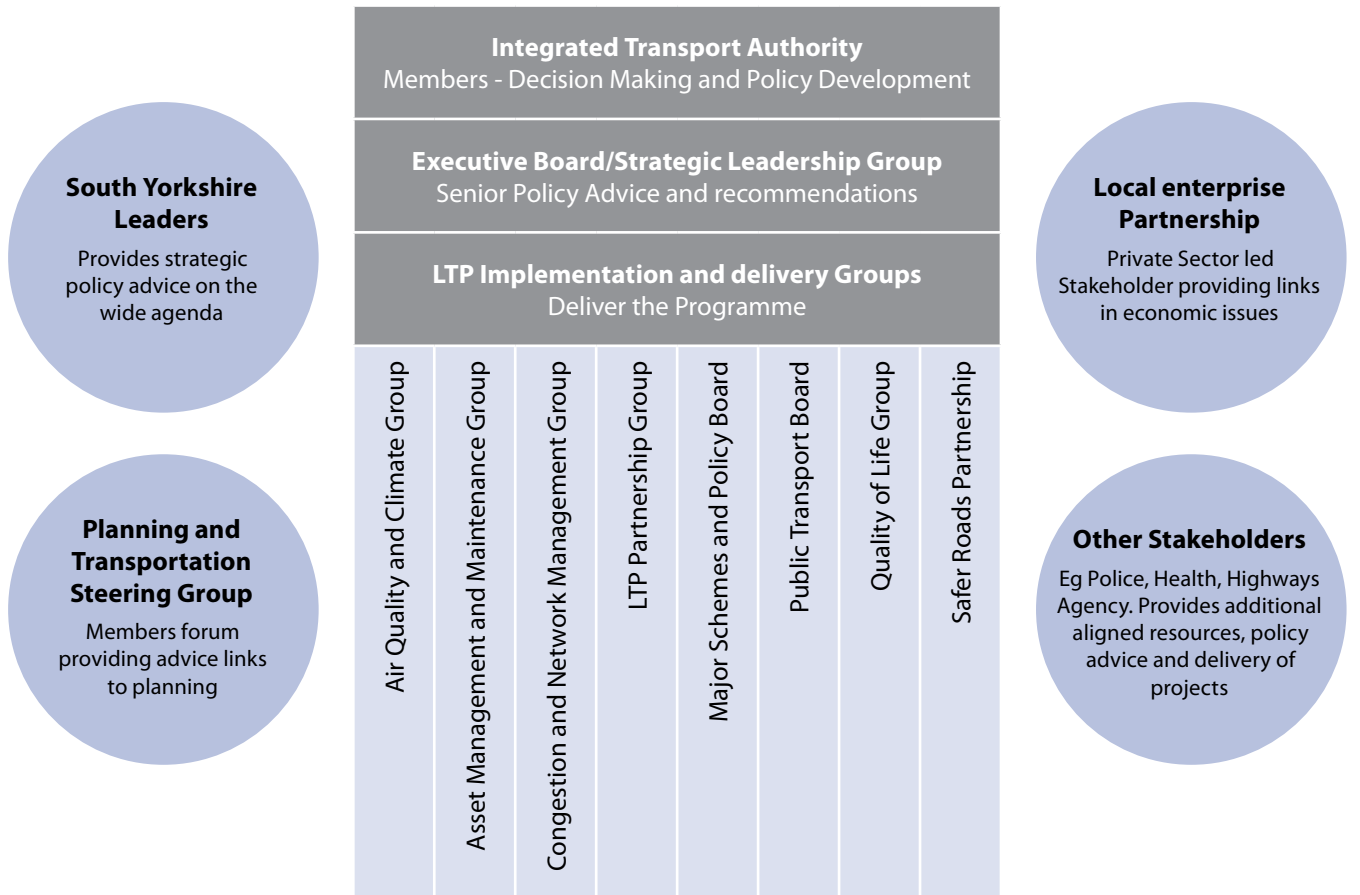 Integrated Transport Authority
Members - Decision Making and Policy Development
Executive Board/Strategic Leadership Group
Senior Policy Advice and recommendations
LTP Implementation and delivery Groups
Deliver the Programme
South Yorkshire
Leaders
Provides strategic
policy advice on the
wide agenda
Planning and
Transportation
Steering Group
Members forum
providing advice links
to planning
Air Quality and Climate Group
Asset Management and Maintenance Group
Congestion and Network Management Group
LTP Partnership Group
Major Schemes and Policy Board
Public Transport Board
Quality of Life Group
Safer Roads Partnership
Local enterprise
Partnership
Private Sector led
Stakeholder providing links
in economic issues
Other Stakeholders
Eg Police, Health, Highways
Agency. Provides additional
aligned resources, policy
advice and delivery of
projects